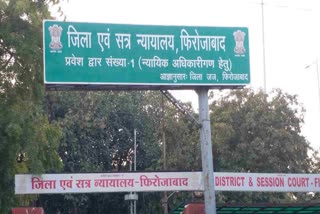 जिला एवं सत्र न्यायालय, फिरोजाबाद
प्रवेश द्वार संख्या-1 (न्यायिक अधिकारीगण हेतु)
आज्ञानुसारः जिला जज, फिरोजाबाद
जिला एवं सत्र न्यायालय-फिरोजाबाद DISTRICT & SESSION COURT - F